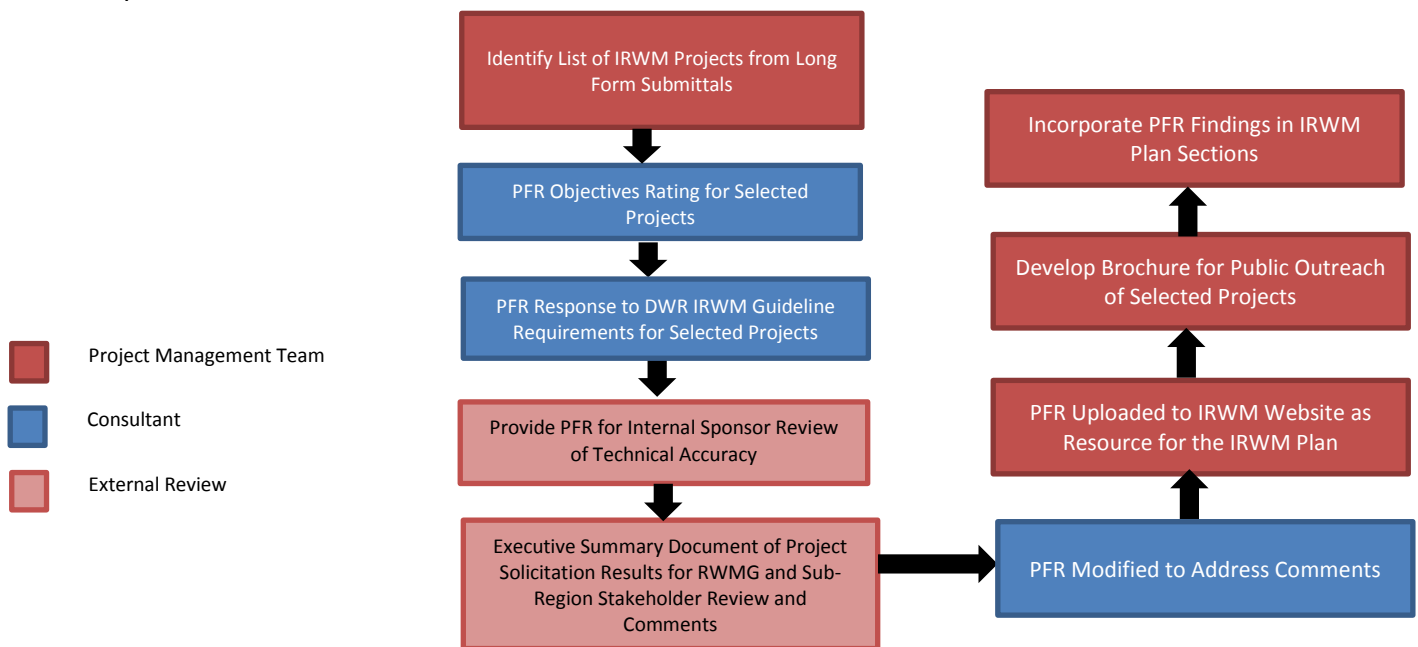 Identify List of IRWM Projects from Long
Form Submittals
PFR Objectives Rating for Selected
Projects
PFR Response to DWR IRWM Guideline
Requirements for Selected Projects
Provide PFR for Internal Sponsor Review
of Technical Accuracy
Executive Summary Document of Project
Solicitation Results for RWMG and Sub-
Region Stakeholder Review and
Comments
PFR Modified to Address Comments
PFR Uploaded to IRWM Website as
Resource for the IRWM Plan
Develop Brochure for Public Outreach
of Selected Projects
Incorporate PFR Findings in IRWM
Plan Sections
Project Management Team
Consultant
External Review